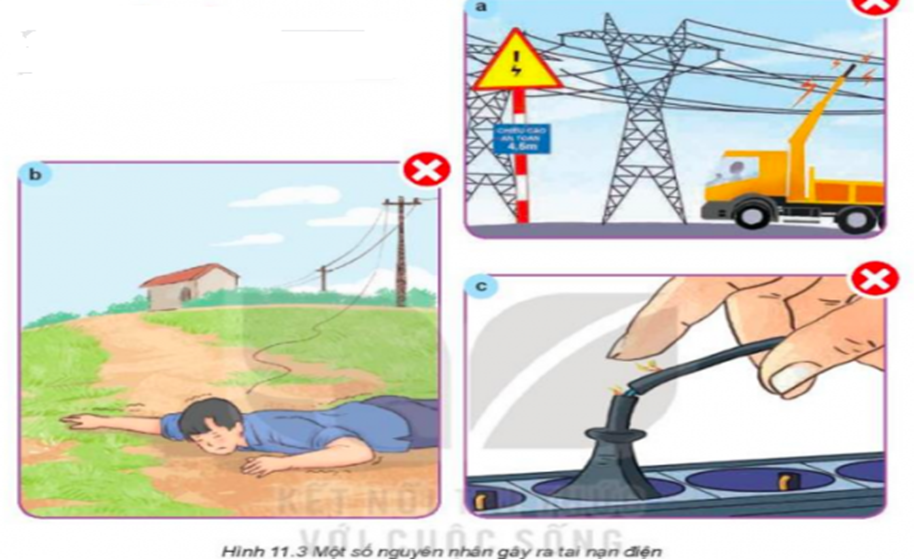 a
CHIỀU CAO
AN TOÀN
4,5m
b
c
KẾT NỐI TRI THỨC
VỚI CUỘC SỐNG
Hình 11.3 Một số nguyên nhân gây ra tai nạn điện